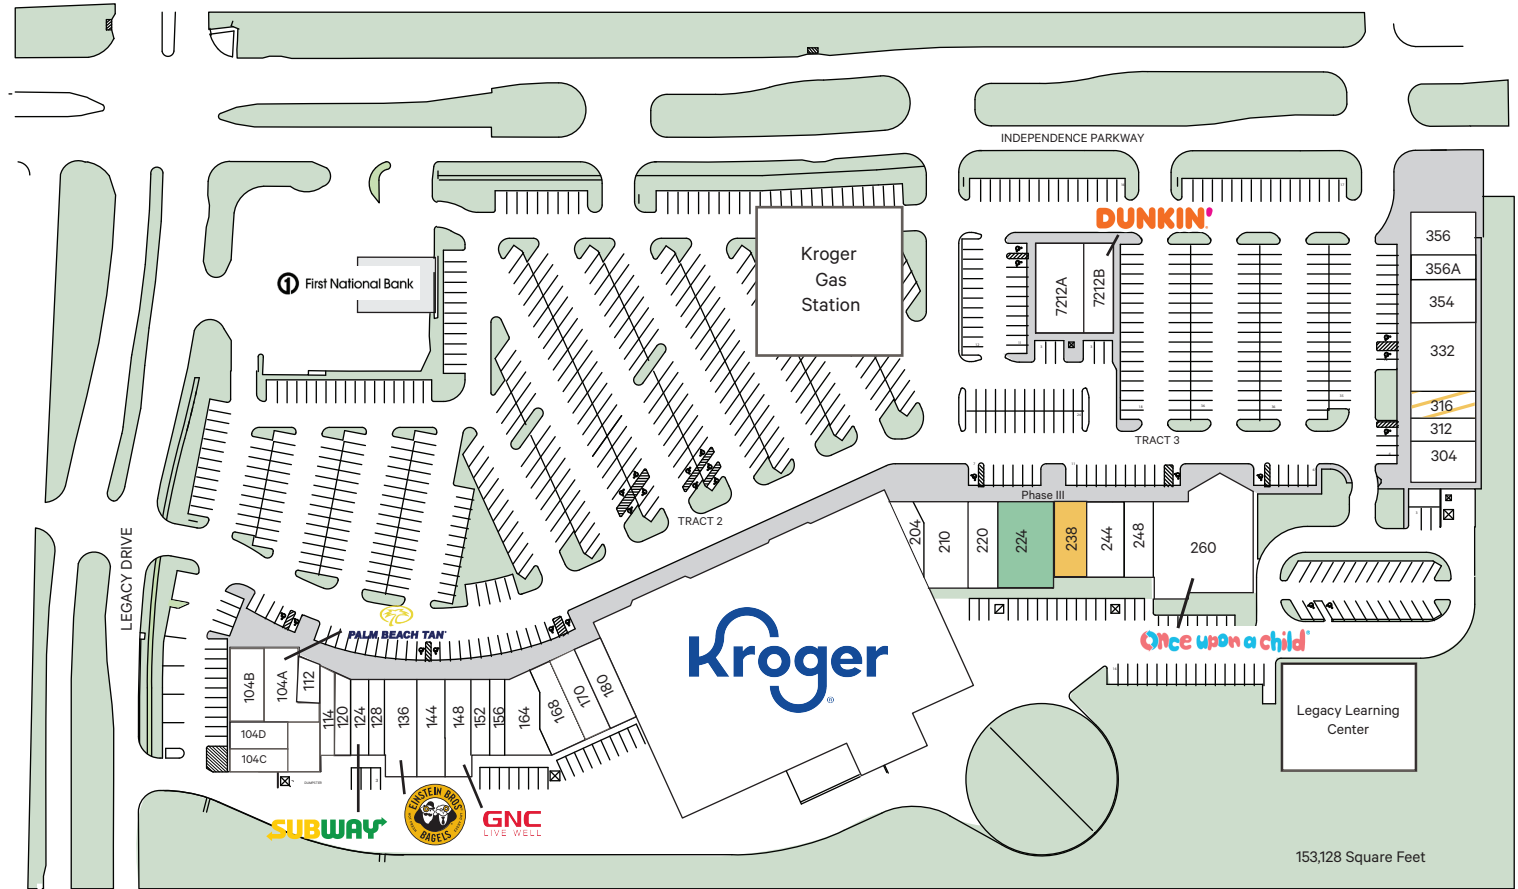 INDEPENDENCE PARKWAY
DUNKIN'
Kroger
Gas
Station
First National Bank
7212A
7212B
356
356A
354
332
316
312
304
TRACT 3
TRACT 2
Phase III
LEGACY DRIVE
204
210
220
224
238
244
248
260
PALM BEACH TAN
Once upon a child
Kroger
®
104B
104A
112
104D
104C
114
120
124
128
136
144
148
152
156
164
168
170
180
Legacy Learning
Center
SUBWAY
EINSTEIN BROS
BAGELS
GNC
LIVE WELL
153,128 Square Feet